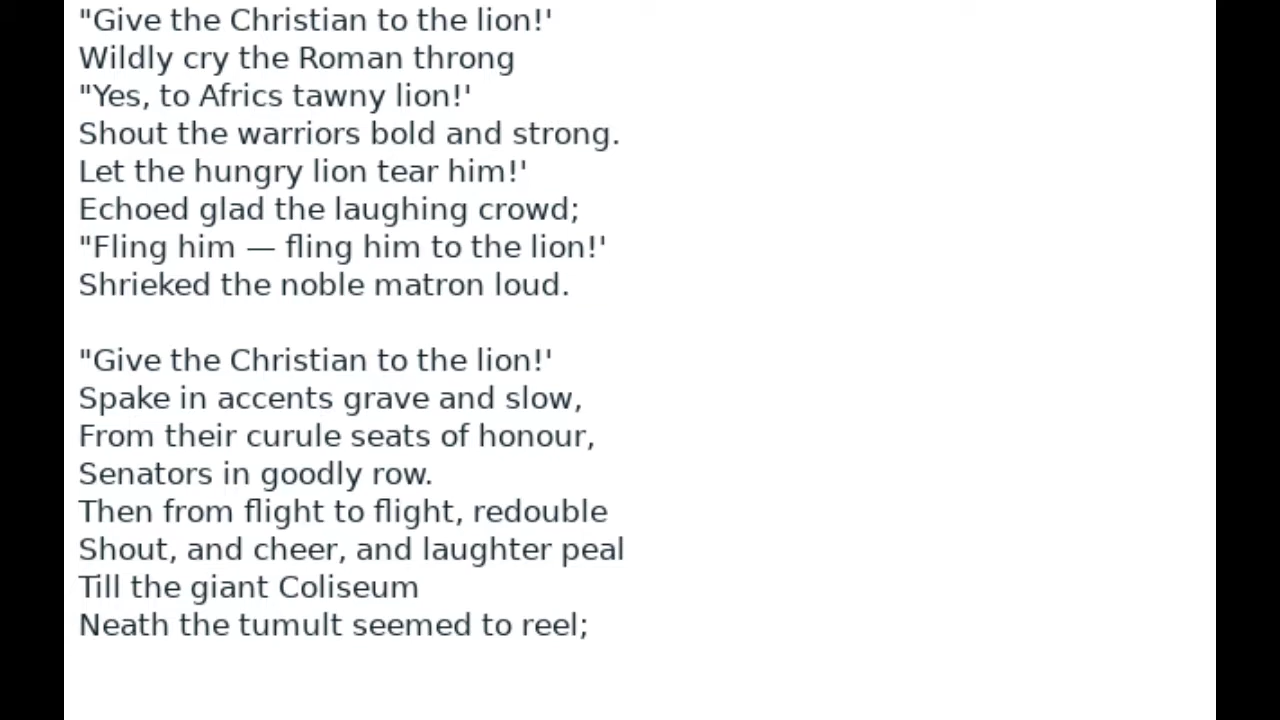 "Give the Christian to the lion!'
Wildly cry the Roman throng
"Yes, to Africs tawny lion!'
Shout the warriors bold and strong.
Let the hungry lion tear him!'
Echoed glad the laughing crowd;
"Fling him — fling him to the lion!'
Shrieked the noble matron loud.

"Give the Christian to the lion!'
Spake in accents grave and slow,
From their curule seats of honour,
Senators in goodly row.
Then from flight to flight, redouble
Shout, and cheer, and laughter peal
Till the giant Coliseum
Neath the tumult seemed to reel;